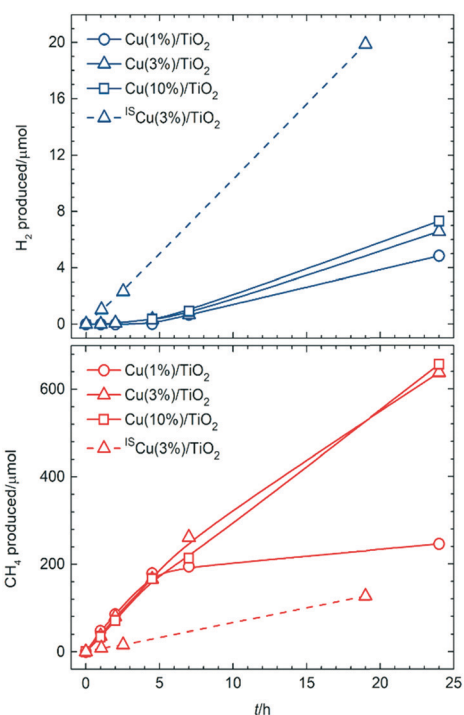 20
16
12
8
4
0
H₂ produced/μmol
Cu(1%)/TiO₂
Cu(3%)/TiO₂
Cu(10%)/TiO₂
ᴵˢCu(3%)/TiO₂
600
400
200
0
CH₄ produced/μmol
Cu(1%)/TiO₂
Cu(3%)/TiO₂
Cu(10%)/TiO₂
ᴵˢCu(3%)/TiO₂
0 5 10 15 20 25
t/h